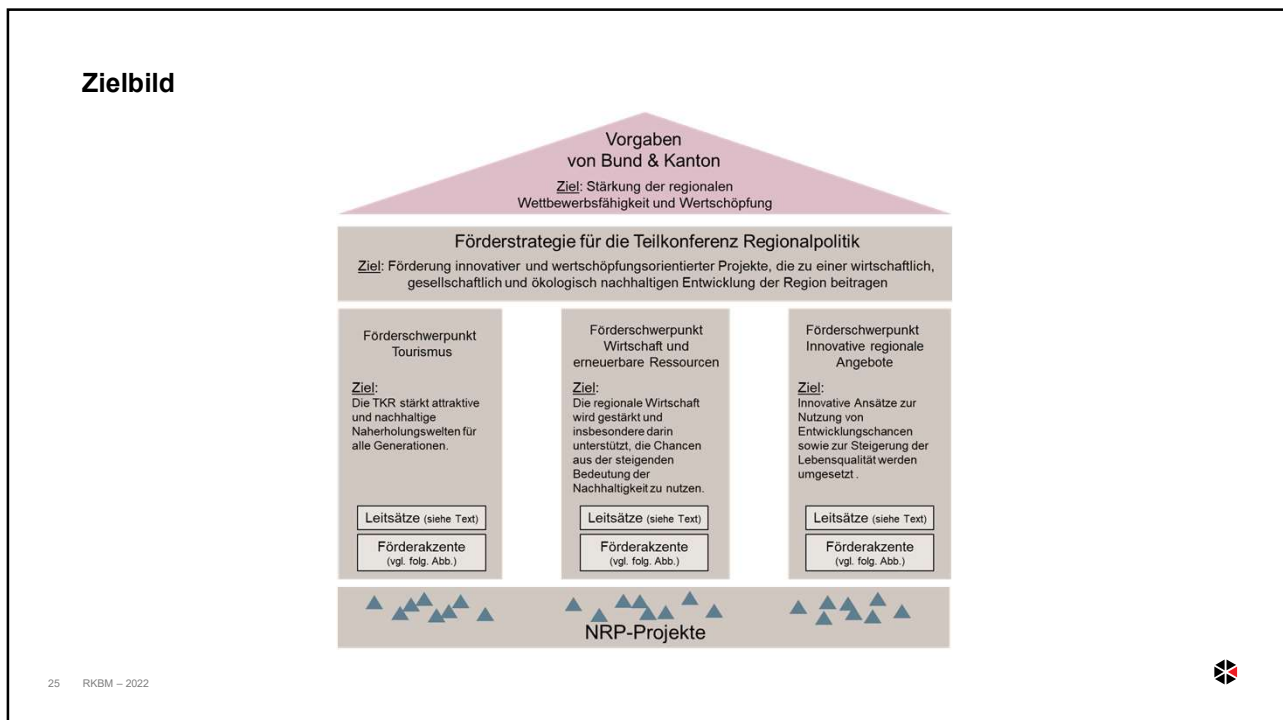 Zielbild
Vorgaben
von Bund & Kanton
Ziel: Stärkung der regionalen
Wettbewerbsfähigkeit und Wertschöpfung
Förderstrategie für die Teilkonferenz Regionalpolitik
Ziel: Förderung innovativer und wertschöpfungsorientierter Projekte, die zu einer wirtschaftlich,
gesellschaftlich und ökologisch nachhaltigen Entwicklung der Region beitragen
Förderschwerpunkt
Tourismus
Ziel:
Die TKR stärkt attraktive
und nachhaltige
Naherholungswelten für
alle Generationen.
Leitsätze (siehe Text)
Förderakzente
(vgl. folg. Abb.)
Förderschwerpunkt
Wirtschaft und
erneuerbare Ressourcen
Ziel:
Die regionale Wirtschaft
wird gestärkt und
insbesondere darin
unterstützt, die Chancen
aus der steigenden
Bedeutung der
Nachhaltigkeit zu nutzen.
Leitsätze (siehe Text)
Förderakzente
(vgl. folg. Abb.)
Förderschwerpunkt
Innovative regionale
Angebote
Ziel:
Innovative Ansätze zur
Nutzung von
Entwicklungschancen
sowie zur Steigerung der
Lebensqualität werden
umgesetzt .
Leitsätze (siehe Text)
Förderakzente
(vgl. folg. Abb.)
NRP-Projekte
25 RKBM – 2022